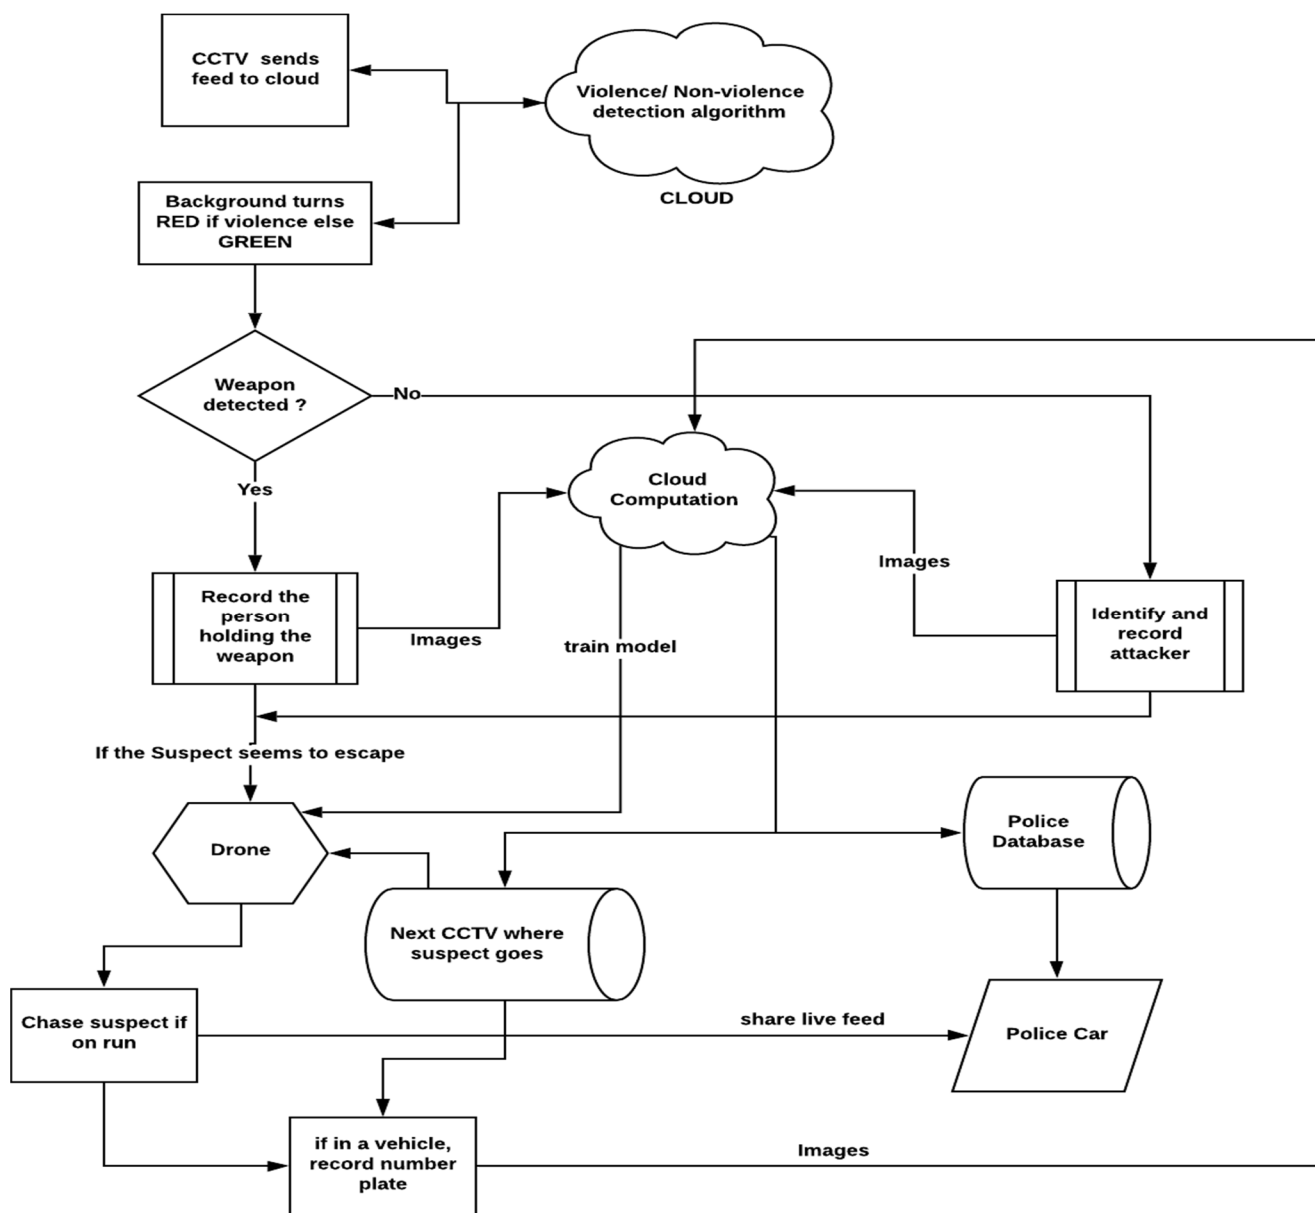 CCTV sends
feed to cloud
Violence/ Non-violence
detection algorithm
CLOUD
Background turns
RED if violence else
GREEN
Weapon
detected ?
No
Yes
Cloud
Computation
Images
Record the
person
holding the
weapon
Images
train model
Identify and
record
attacker
If the Suspect seems to escape
Drone
Police
Database
Next CCTV where
suspect goes
Chase suspect if
on run
share live feed
Police Car
if in a vehicle,
record number
plate
Images